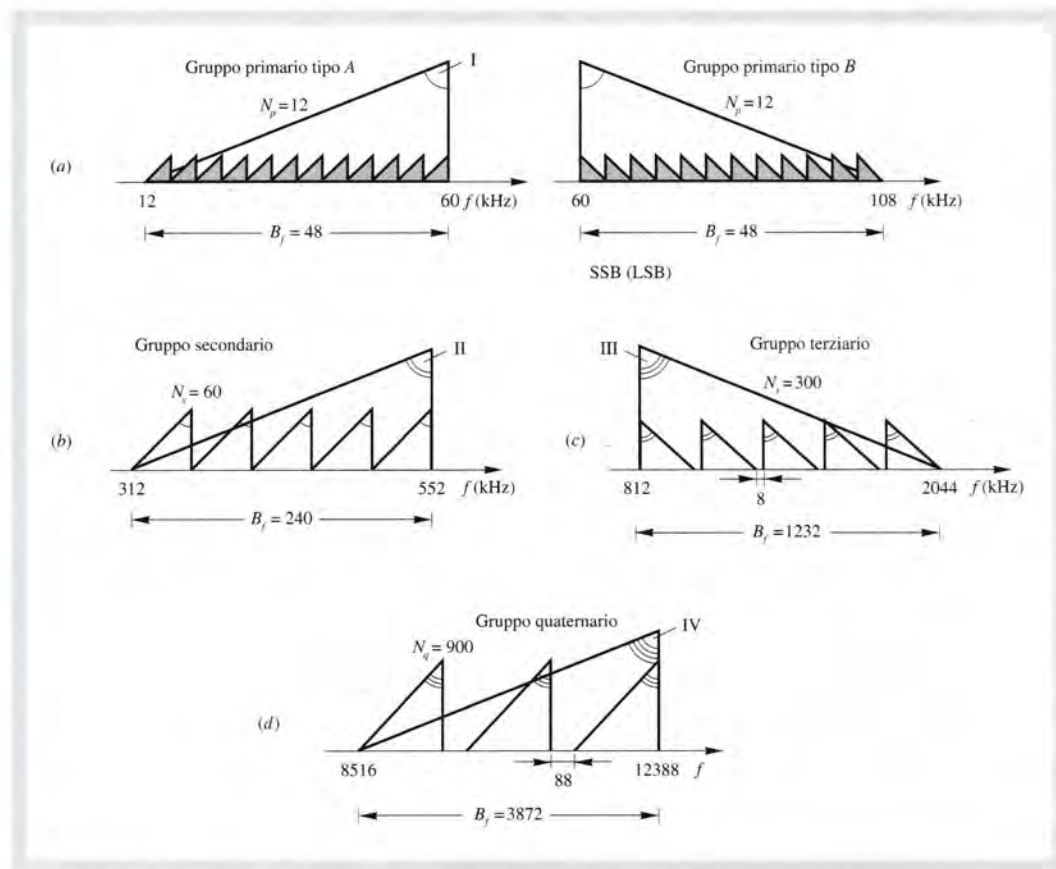 Gruppo primario tipo A
I
N_p = 12
(a)
12
60 f (kHz)
B_f = 48
Gruppo primario tipo B
N_p = 12
60
108 f (kHz)
B_f = 48
SSB (LSB)
Gruppo secondario
II
N_s = 60
(b)
312
552 f (kHz)
B_f = 240
III
Gruppo terziario
N_t = 300
(c)
812
8
2044 f (kHz)
B_f = 1232
Gruppo quaternario
IV
N_q = 900
(d)
8516
88
12388 f
B_f = 3872